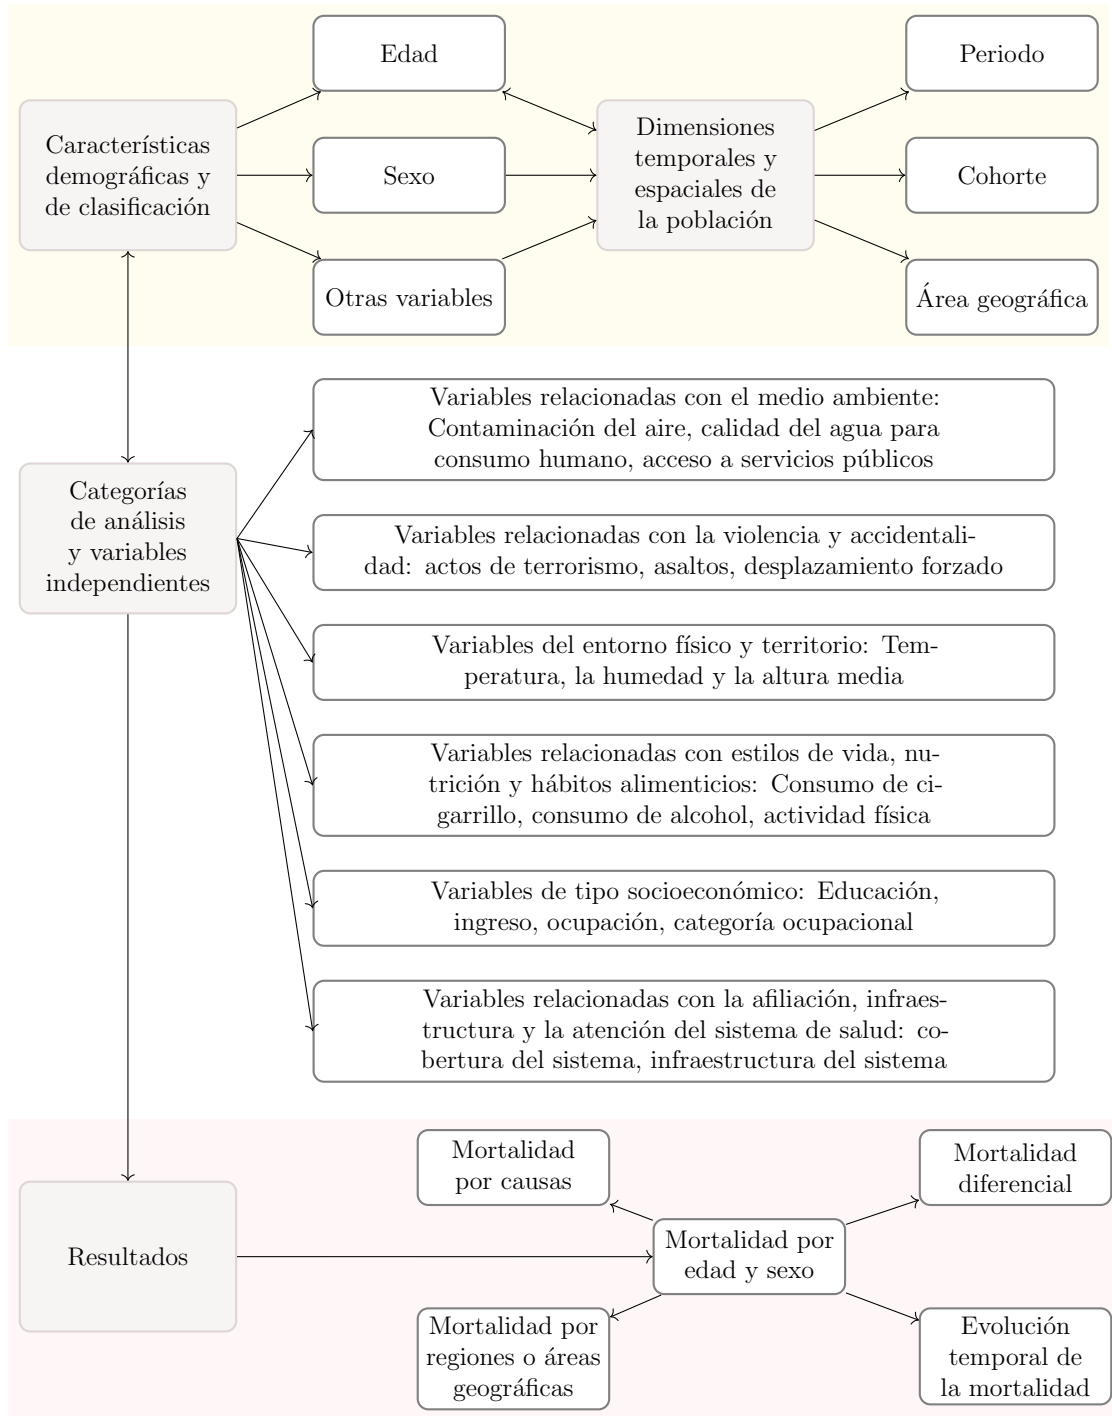 Edad
Periodo
Características
demográficas y
de clasificación
Dimensiones
temporales y
espaciales de
la población
Sexo
Cohorte
Otras variables
Área geográfica
Variables relacionadas con el medio ambiente:
Contaminación del aire, calidad del agua para
consumo humano, acceso a servicios públicos
Categorías
de análisis
y variables
independientes
Variables relacionadas con la violencia y accidentali-
dad: actos de terrorismo, asaltos, desplazamiento forzado
Variables del entorno físico y territorio: Tem-
peratura, la humedad y la altura media
Variables relacionadas con estilos de vida, nu-
trición y hábitos alimenticios: Consumo de ci-
garrillo, consumo de alcohol, actividad física
Variables de tipo socioeconómico: Educación,
ingreso, ocupación, categoría ocupacional
Variables relacionadas con la afiliación, infraes-
tructura y la atención del sistema de salud: co-
bertura del sistema, infraestructura del sistema
Mortalidad
por causas
Mortalidad
diferencial
Resultados
Mortalidad por
edad y sexo
Mortalidad por
regiones o áreas
geográficas
Evolución
temporal de
la mortalidad